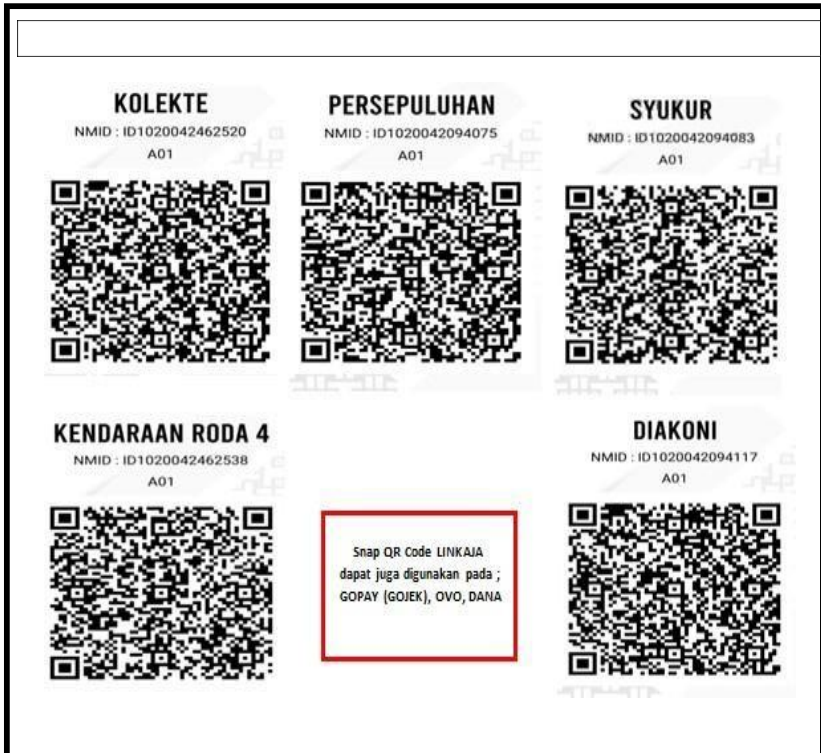 KOLEKTE
NMID : ID1020042462520
A01
PERSEPULUHAN
NMID : ID1020042094075
A01
SYUKUR
NMID : ID1020042094083
A01
KENDARAAN RODA 4
NMID : ID1020042462538
A01
Snap QR Code LINKAJA
dapat juga digunakan pada ;
GOPAY (GOJEK), OVO, DANA
DIAKONI
NMID : ID1020042094117
A01